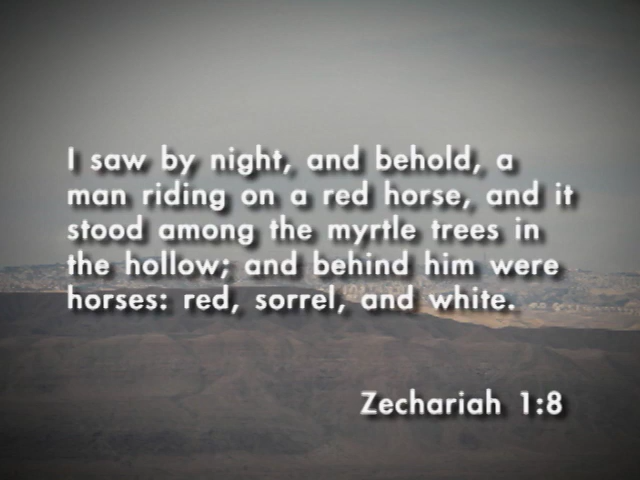 I saw by night, and behold, a
man riding on a red horse, and it
stood among the myrtle trees in
the hollow; and behind him were
horses: red, sorrel, and white.
Zechariah 1:8